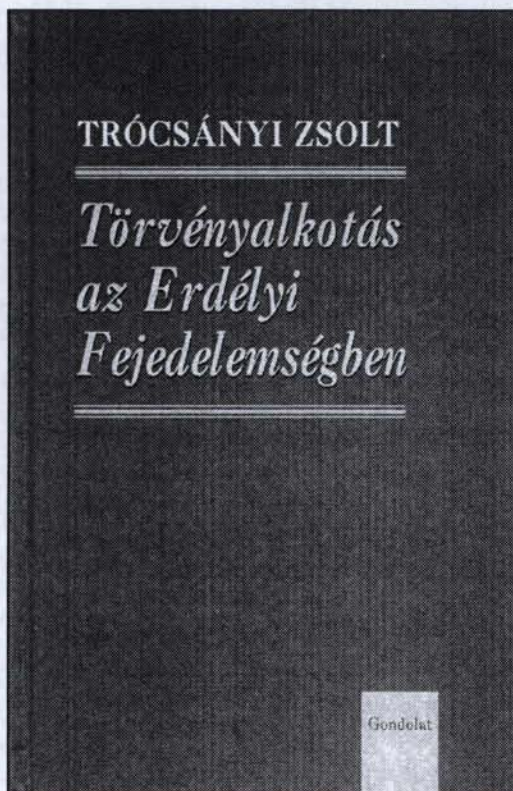 TRÓCSÁNYI ZSOLT
Törvényalkotás
az Erdélyi
Fejedelemségben
Gondolat